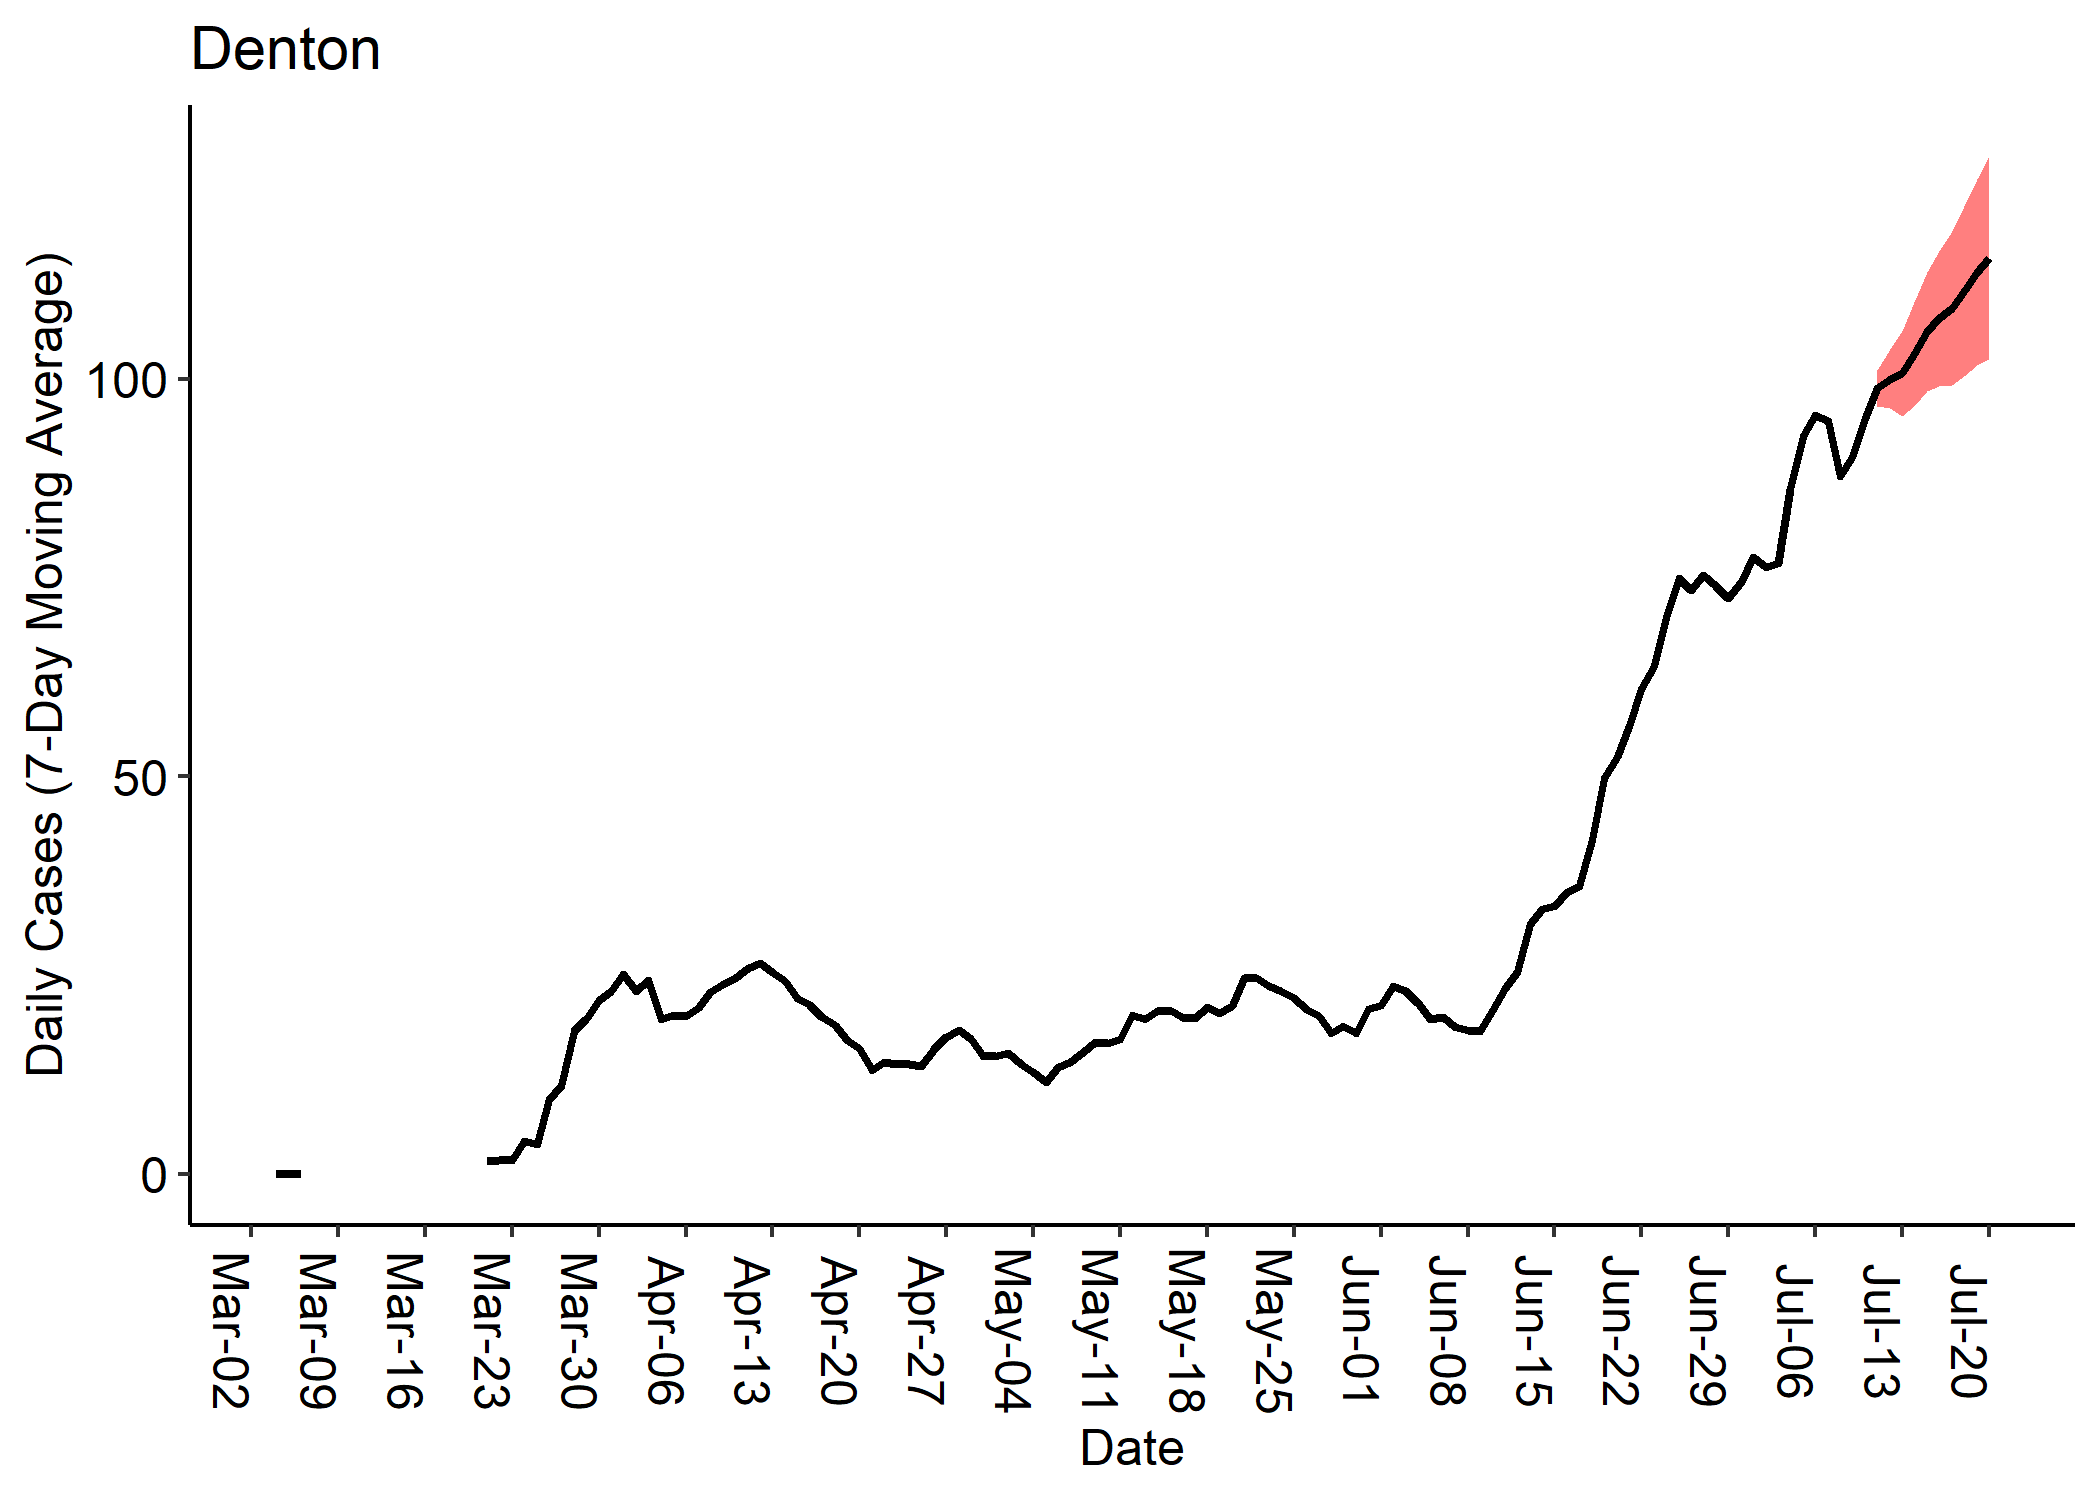 Denton
Daily Cases (7-Day Moving Average)
100
50
0
Mar-02
Mar-09
Mar-16
Mar-23
Mar-30
Apr-06
Apr-13
Apr-20
Apr-27
May-04
May-11
May-18
May-25
Jun-01
Jun-08
Jun-15
Jun-22
Jun-29
Jul-06
Jul-13
Jul-20
Date